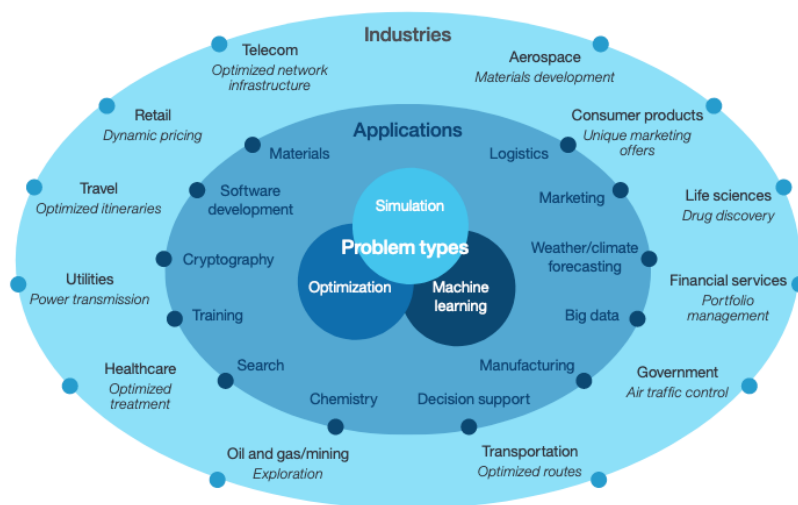 Industries
Telecom
Optimized network
infrastructure
Aerospace
Materials development
Retail
Dynamic pricing
Consumer products
Unique marketing
offers
Applications
Materials
Logistics
Travel
Optimized itineraries
Software
development
Simulation
Marketing
Life sciences
Drug discovery
Problem types
Cryptography
Weather/climate
forecasting
Utilities
Power transmission
Optimization
Machine
learning
Financial services
Portfolio
management
Training
Big data
Healthcare
Optimized
treatment
Search
Manufacturing
Government
Air traffic control
Chemistry
Decision support
Oil and gas/mining
Exploration
Transportation
Optimized routes